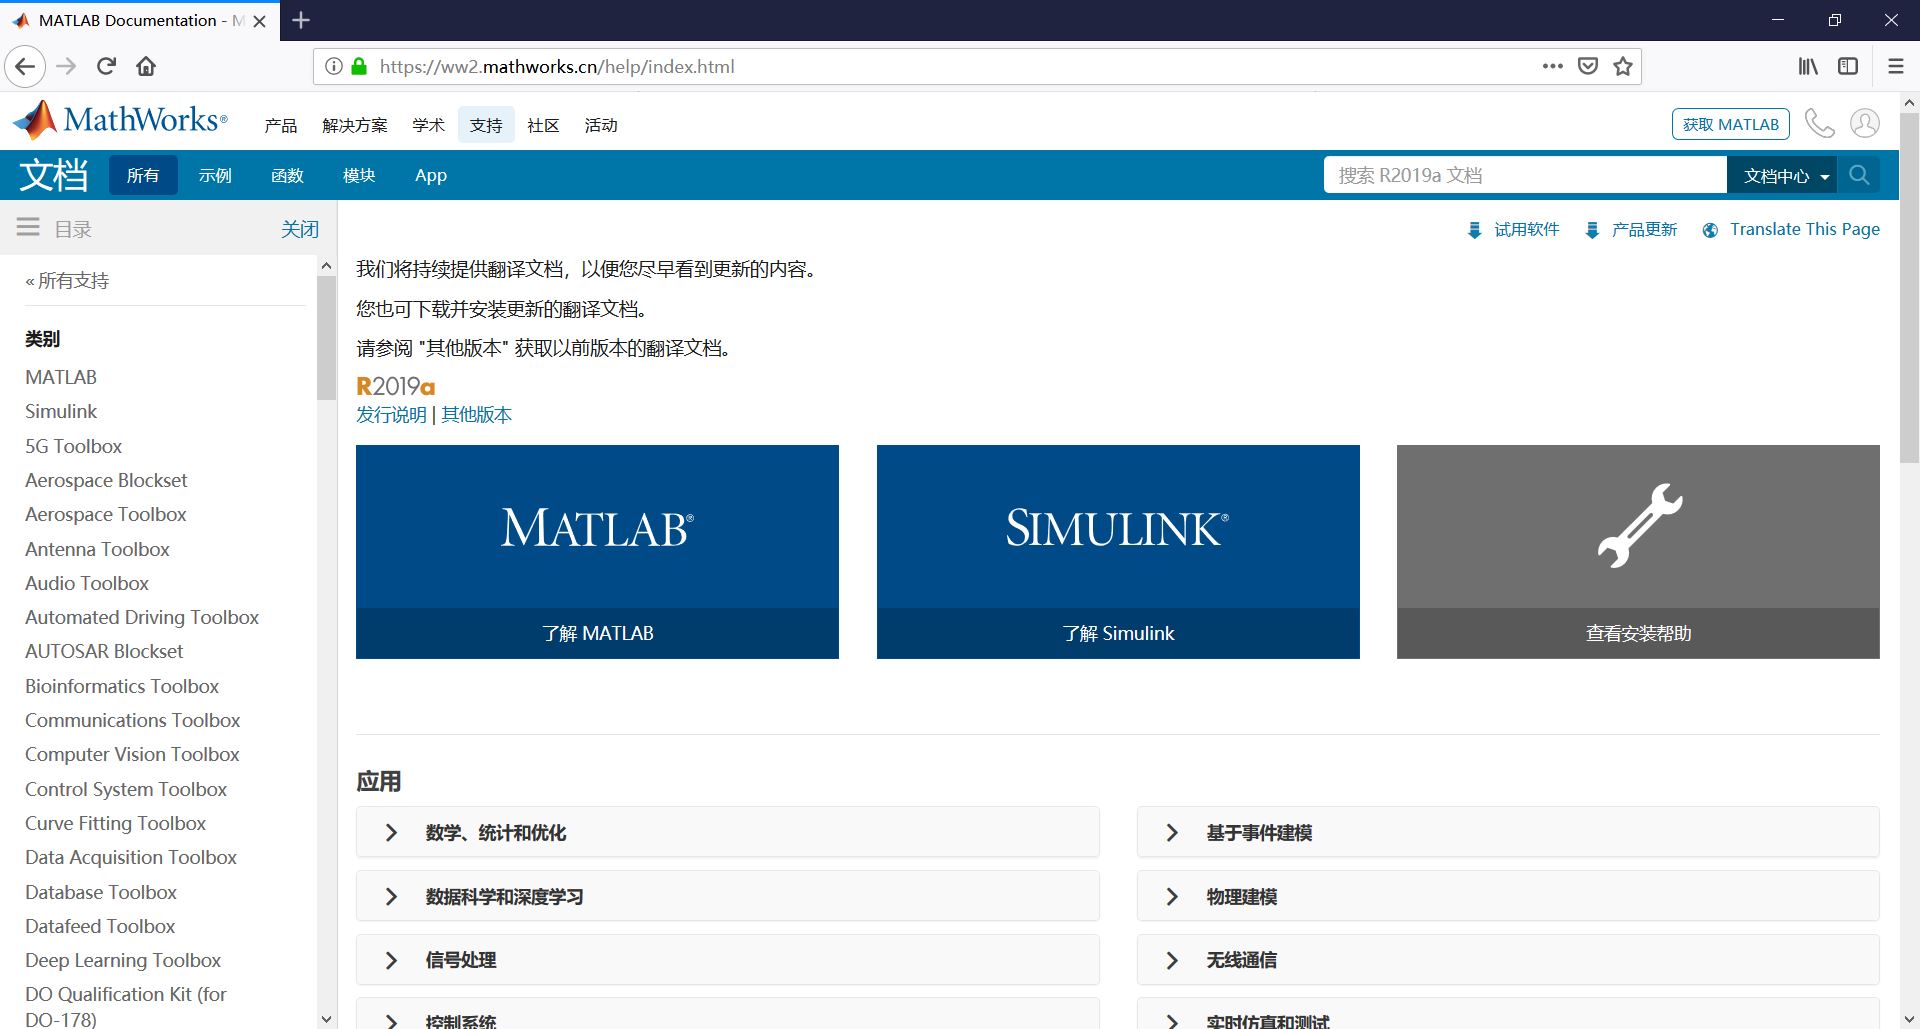 MATLAB Documentation - M
https://ww2.mathworks.cn/help/index.html
MathWorks®
产品
解决方案
学术
支持
社区
活动
获取 MATLAB
文档
所有
示例
函数
模块
App
搜索 R2019a 文档
文档中心
目录
关闭
试用软件
产品更新
Translate This Page
« 所有支持
类别
MATLAB
Simulink
5G Toolbox
Aerospace Blockset
Aerospace Toolbox
Antenna Toolbox
Audio Toolbox
Automated Driving Toolbox
AUTOSAR Blockset
Bioinformatics Toolbox
Communications Toolbox
Computer Vision Toolbox
Control System Toolbox
Curve Fitting Toolbox
Data Acquisition Toolbox
Database Toolbox
Datafeed Toolbox
Deep Learning Toolbox
DO Qualification Kit (for
DO-178)
我们将持续提供翻译文档，以便您尽早看到更新的内容。
您也可下载并安装更新的翻译文档。
请参阅 "其他版本" 获取以前版本的翻译文档。
R2019a
发行说明 | 其他版本
MATLAB®
了解 MATLAB
SIMULINK®
了解 Simulink
查看安装帮助
应用
数学、统计和优化
基于事件建模
数据科学和深度学习
物理建模
信号处理
无线通信
控制系统
实时仿真和测试